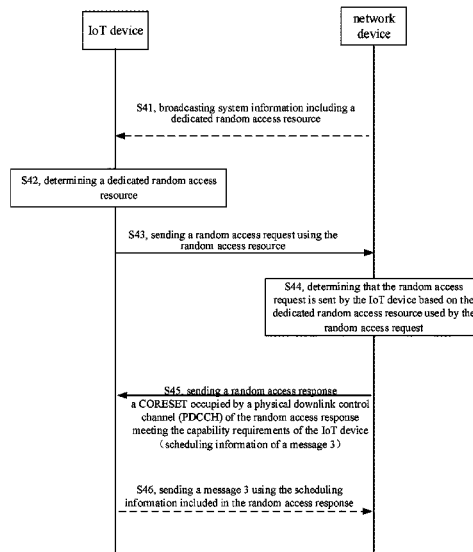 IoT device
network
device
S41, broadcasting system information including a
dedicated random access resource
S42, determining a dedicated random access
resource
S43, sending a random access request using the
random access resource
S44, determining that the random access
request is sent by the IoT device based on the
dedicated random access resource used by the
random access request
S45, sending a random access response
a CORESET occupied by a physical downlink control
channel (PDCCH) of the random access response
meeting the capability requirements of the IoT device
(scheduling information of a message 3)
S46, sending a message 3 using the scheduling
information included in the random access response